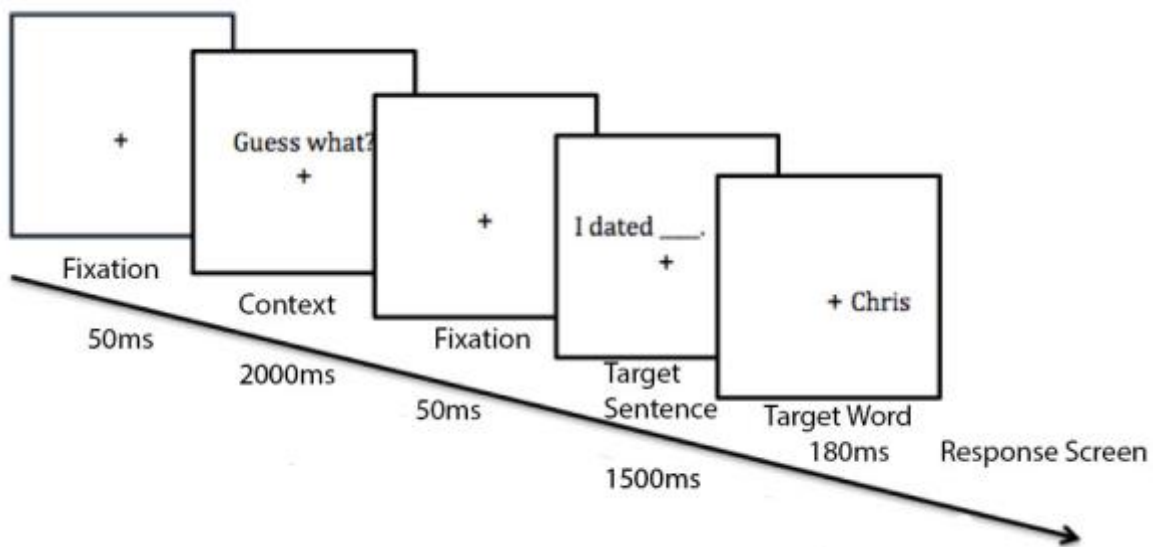 +
Fixation
50ms
Guess what?
+
Context
2000ms
+
Fixation
50ms
I dated ___.
+
Target
Sentence
1500ms
+ Chris
Target Word
180ms
Response Screen